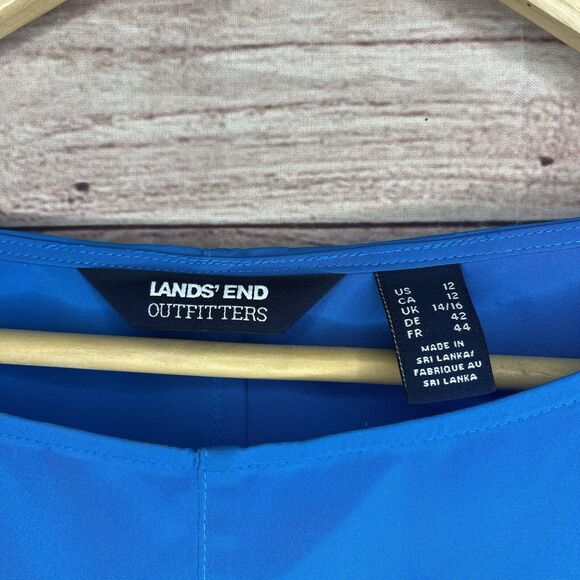 LANDS' END
OUTFITTERS
US 12
CA 12
UK 14/16
DE 42
FR 44
MADE IN
SRI LANKA/
FABRIQUE AU
SRI LANKA